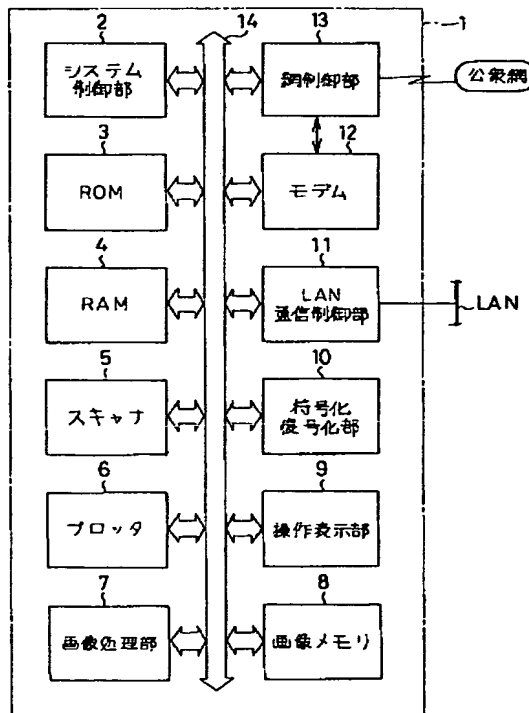 2
システム
制御部
3
ROM
4
RAM
5
スキャナ
6
プロッタ
7
画像処理部
14
13
網制御部
12
モデム
11
LAN
通信制御部
10
符号化
復号化部
9
操作表示部
8
画像メモリ
1
公衆網
LAN